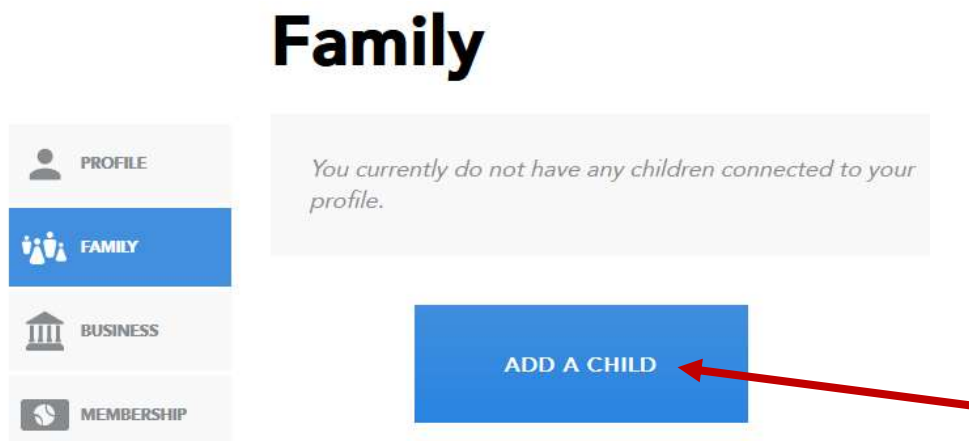 Family
PROFILE
You currently do not have any children connected to your
profile.
FAMILY
BUSINESS
ADD A CHILD
MEMBERSHIP